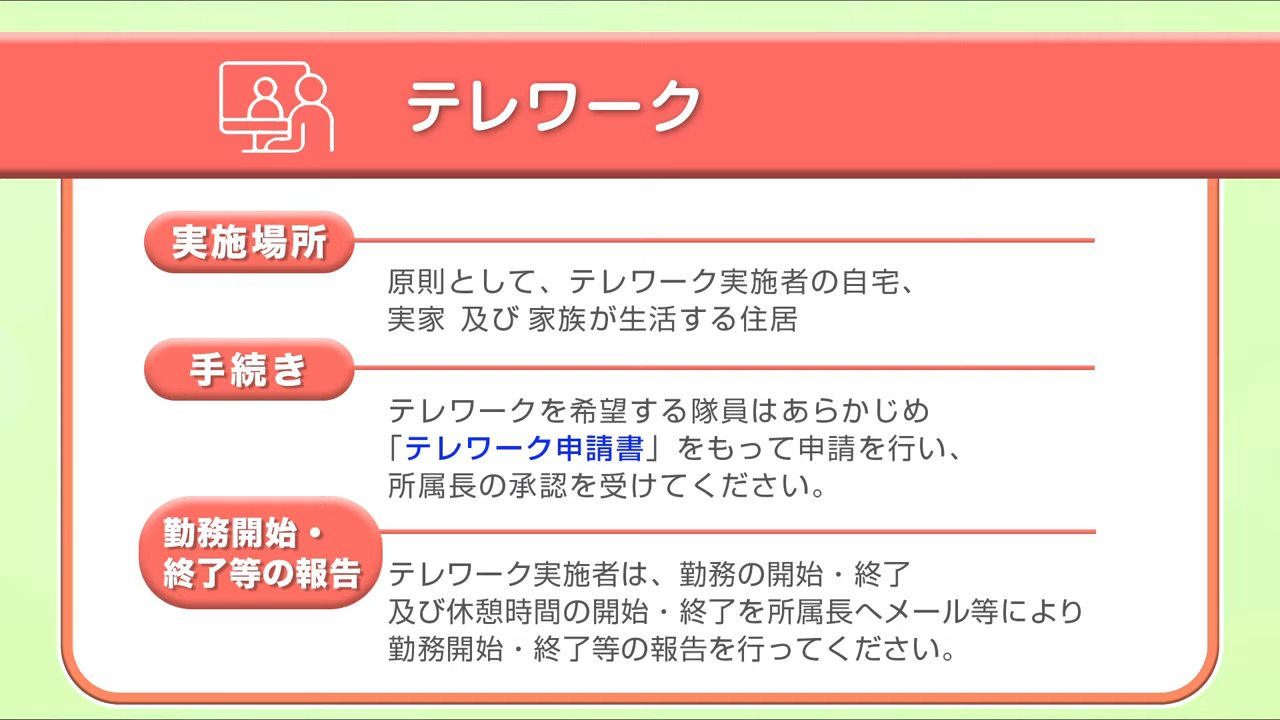 テレワーク
実施場所
原則として、テレワーク実施者の自宅、
実家 及び 家族が生活する住居
手続き
テレワークを希望する隊員はあらかじめ
「テレワーク申請書」をもって申請を行い、
所属長の承認を受けてください。
勤務開始・
終了等の報告
テレワーク実施者は、勤務の開始・終了
及び休憩時間の開始・終了を所属長へメール等により
勤務開始・終了等の報告を行ってください。